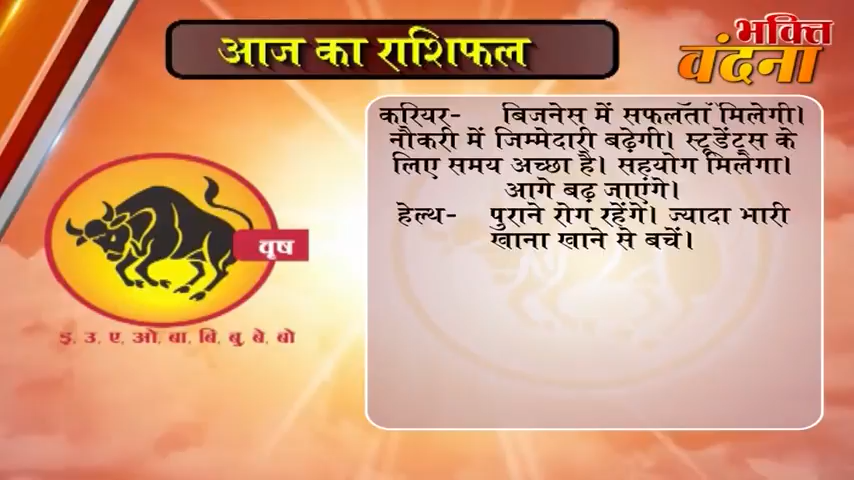 आज का राशिफल
भक्ति
वंदना
करियर- बिजनेस में सफलता मिलेगी।
नौकरी में जिम्मेदारी बढ़ेगी। स्टूडेंट्स के
लिए समय अच्छा है। सहयोग मिलेगा।
आगे बढ़ जाएंगे।
हेल्थ- पुराने रोग रहेंगे। ज्यादा भारी
खाना खाने से बचें।
वृष
इ, उ, ए, ओ, बा, बि, बु, बे, बो